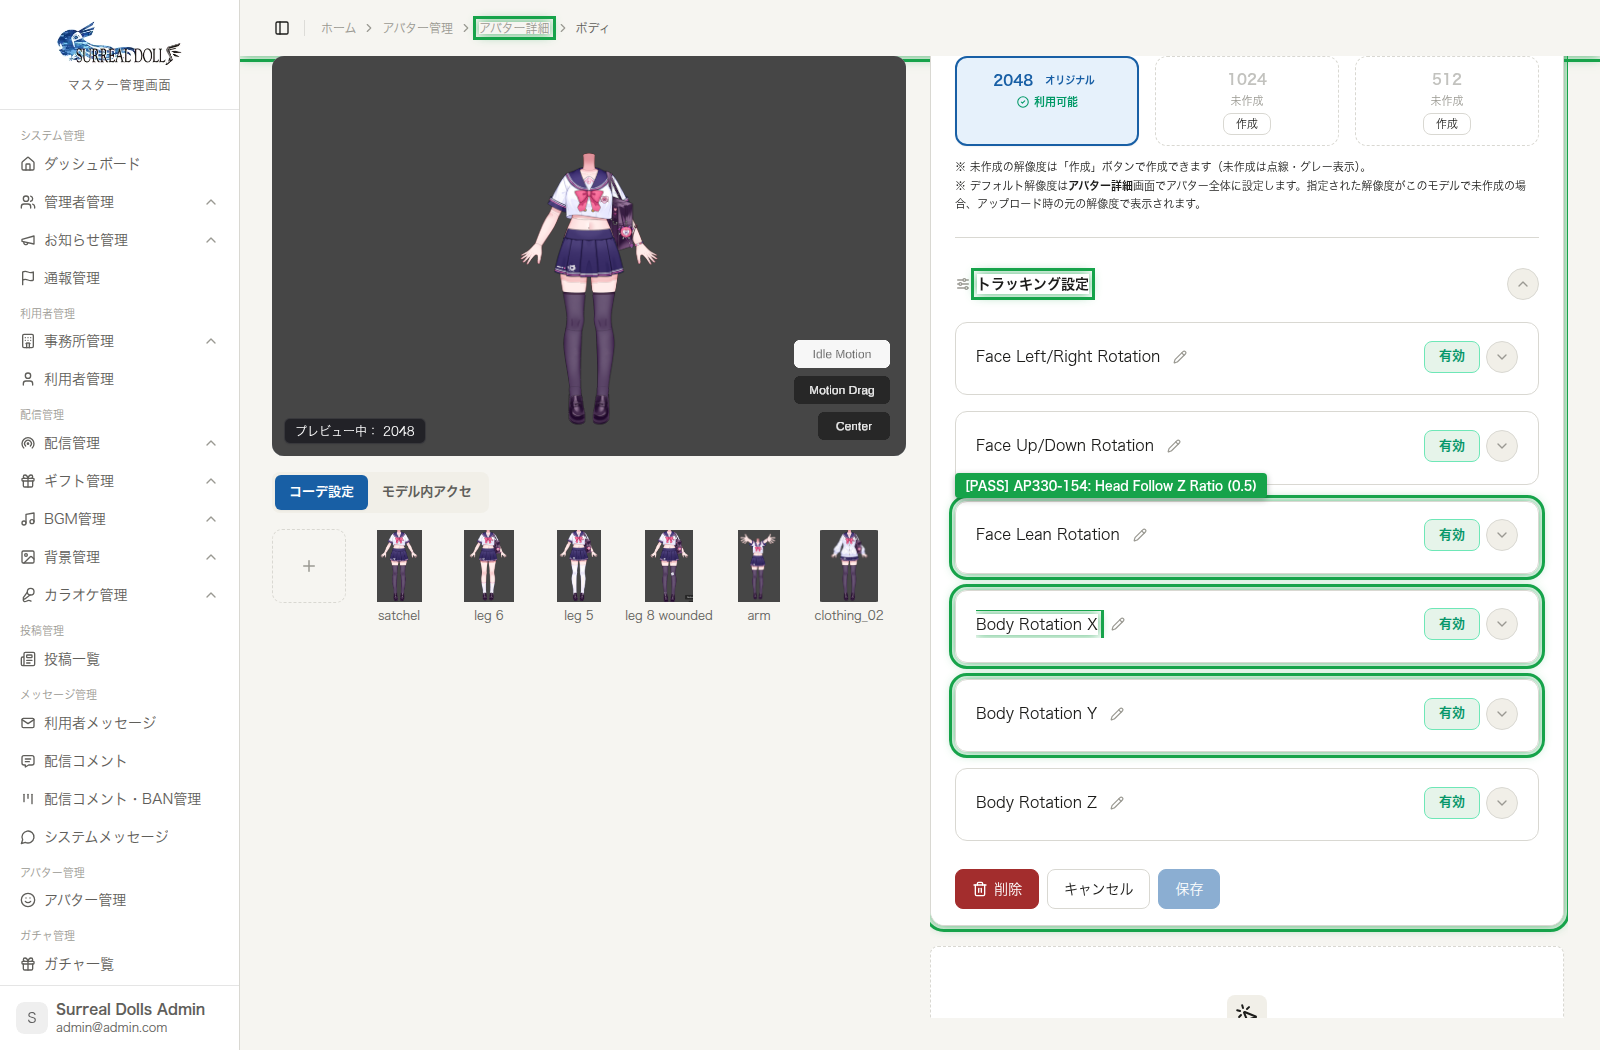 SURREAL DOLL
マスター管理画面
システム管理
ダッシュボード
管理者管理
お知らせ管理
通報管理
利用者管理
事務所管理
利用者管理
配信管理
配信管理
ギフト管理
BGM管理
背景管理
カラオケ管理
投稿管理
投稿一覧
メッセージ管理
利用者メッセージ
配信コメント
配信コメント・BAN管理
システムメッセージ
アバター管理
アバター管理
ガチャ管理
ガチャ一覧
S
Surreal Dolls Admin
admin@admin.com
ホーム
アバター管理
アバター詳細
ボディ
Idle Motion
Motion Drag
Center
プレビュー中： 2048
コーデ設定
モデル内アクセ
satchel
leg 6
leg 5
leg 8 wounded
arm
clothing_02
2048 オリジナル
利用可能
1024
未作成
作成
512
未作成
作成
※ 未作成の解像度は「作成」ボタンで作成できます（未作成は点線・グレー表示）。
※ デフォルト解像度はアバター詳細画面でアバター全体に設定します。指定された解像度がこのモデルで未作成の場
合、アップロード時の元の解像度で表示されます。
トラッキング設定
Face Left/Right Rotation
有効
Face Up/Down Rotation
有効
[PASS] AP330-154: Head Follow Z Ratio (0.5)
Face Lean Rotation
有効
Body Rotation X
有効
Body Rotation Y
有効
Body Rotation Z
有効
削除
キャンセル
保存